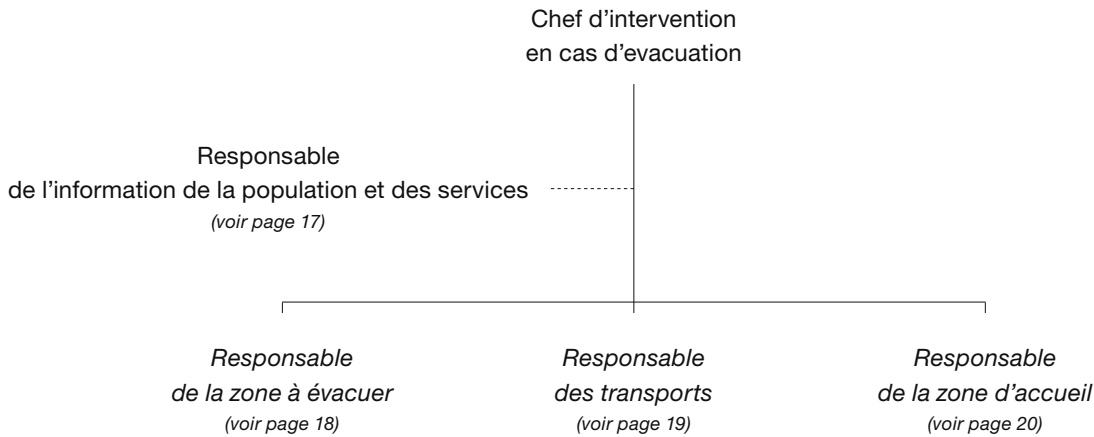 Chef d’intervention
en cas d’evacuation
Responsable
de l’information de la population et des services
(voir page 17)
Responsable
de la zone à évacuer
(voir page 18)
Responsable
des transports
(voir page 19)
Responsable
de la zone d’accueil
(voir page 20)